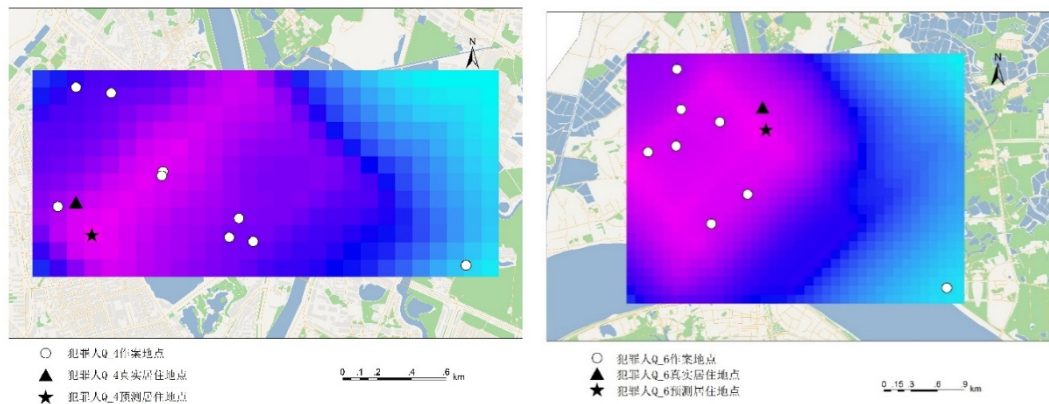 N
N
犯罪人Q_4作案地点
犯罪人Q_4真实居住地点
犯罪人Q_4预测居住地点
0 .1 .2 .4 .6 km
犯罪人Q_6作案地点
犯罪人Q_6真实居住地点
犯罪人Q_6预测居住地点
0 .15 .3 .6 .9 km